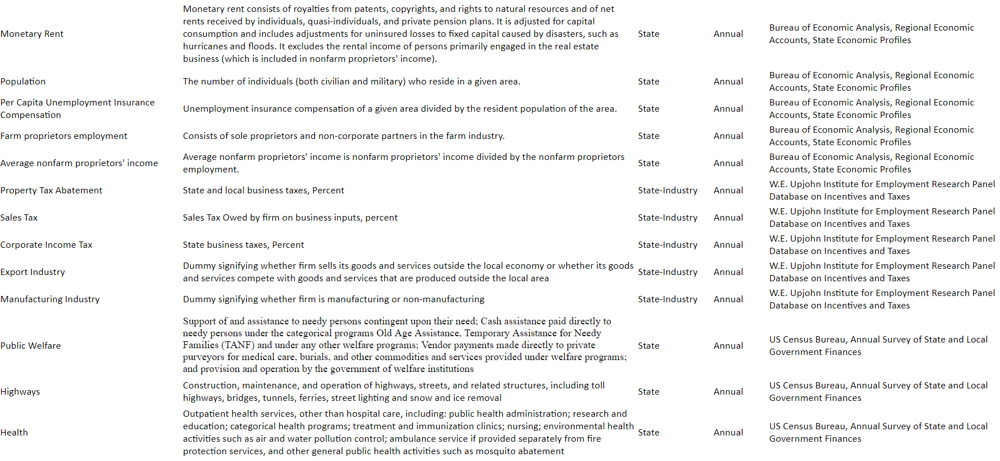 Monetary Rent
Monetary rent consists of royalties from patents, copyrights, and rights to natural resources and of net
rents received by individuals, quasi-individuals, and private pension plans. It is adjusted for capital
consumption and includes adjustments for uninsured losses to fixed capital caused by disasters, such as
hurricanes and floods. It excludes the rental income of persons primarily engaged in the real estate
business (which is included in nonfarm proprietors' income).
State
Annual
Bureau of Economic Analysis, Regional Economic
Accounts, State Economic Profiles
Population
The number of individuals (both civilian and military) who reside in a given area.
State
Annual
Bureau of Economic Analysis, Regional Economic
Accounts, State Economic Profiles
Per Capita Unemployment Insurance
Compensation
Unemployment insurance compensation of a given area divided by the resident population of the area.
State
Annual
Bureau of Economic Analysis, Regional Economic
Accounts, State Economic Profiles
Farm proprietors employment
Consists of sole proprietors and non-corporate partners in the farm industry.
State
Annual
Bureau of Economic Analysis, Regional Economic
Accounts, State Economic Profiles
Average nonfarm proprietors' income
Average nonfarm proprietors' income is nonfarm proprietors' income divided by the nonfarm proprietors
employment.
State
Annual
Bureau of Economic Analysis, Regional Economic
Accounts, State Economic Profiles
Property Tax Abatement
State and local business taxes, Percent
State-Industry
Annual
W.E. Upjohn Institute for Employment Research Panel
Database on Incentives and Taxes
Sales Tax
Sales Tax Owed by firm on business inputs, percent
State-Industry
Annual
W.E. Upjohn Institute for Employment Research Panel
Database on Incentives and Taxes
Corporate Income Tax
State business taxes, Percent
State-Industry
Annual
W.E. Upjohn Institute for Employment Research Panel
Database on Incentives and Taxes
Export Industry
Dummy signifying whether firm sells its goods and services outside the local economy or whether its goods
and services compete with goods and services that are produced outside the local area
State-Industry
Annual
W.E. Upjohn Institute for Employment Research Panel
Database on Incentives and Taxes
Manufacturing Industry
Dummy signifying whether firm is manufacturing or non-manufacturing
State-Industry
Annual
W.E. Upjohn Institute for Employment Research Panel
Database on Incentives and Taxes
Public Welfare
Support of and assistance to needy persons contingent upon their need; Cash assistance paid directly to
needy persons under the categorical programs Old Age Assistance, Temporary Assistance for Needy
Families (TANF) and under any other welfare programs; Vendor payments made directly to private
purveyors for medical care, burials, and other commodities and services provided under welfare programs;
and provision and operation by the government of welfare institutions
State
Annual
US Census Bureau, Annual Survey of State and Local
Government Finances
Highways
Construction, maintenance, and operation of highways, streets, and related structures, including toll
highways, bridges, tunnels, ferries, street lighting and snow and ice removal
State
Annual
US Census Bureau, Annual Survey of State and Local
Government Finances
Health
Outpatient health services, other than hospital care, including: public health administration; research and
education; categorical health programs; treatment and immunization clinics; nursing; environmental health
activities such as air and water pollution control; ambulance service if provided separately from fire
protection services, and other general public health activities such as mosquito abatement
State
Annual
US Census Bureau, Annual Survey of State and Local
Government Finances